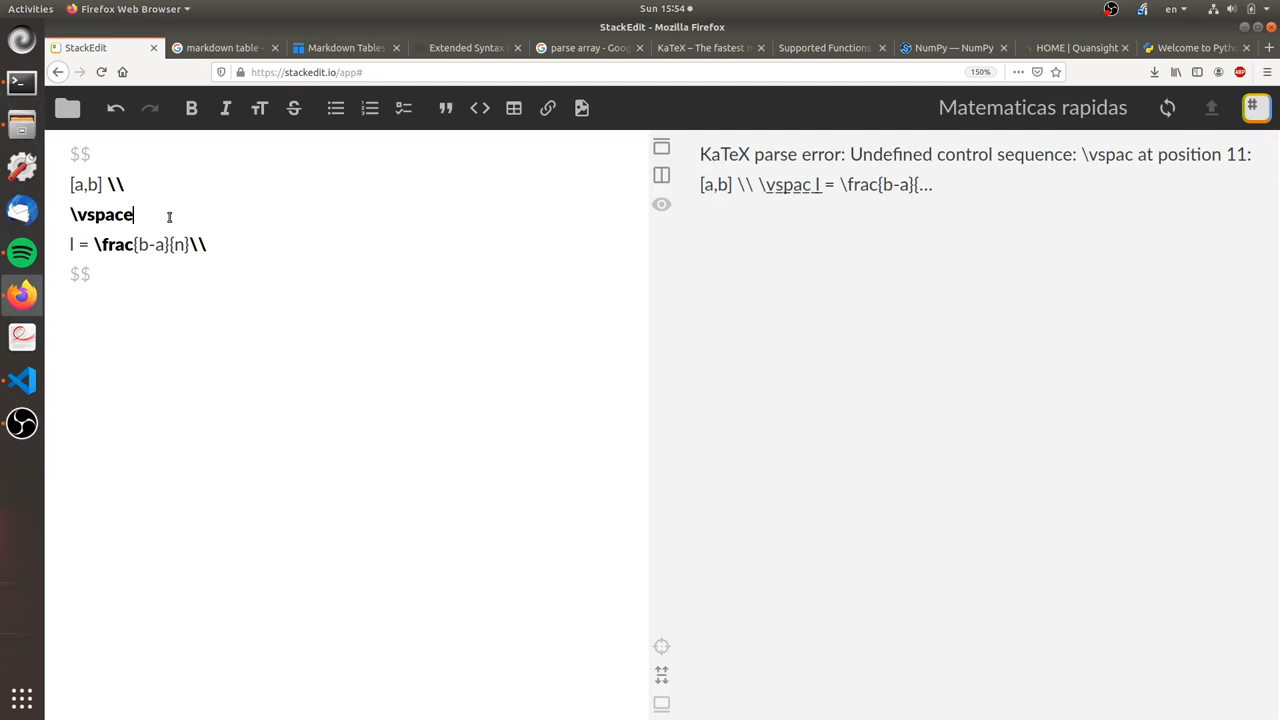 Activities Firefox Web Browser Sun 15:54 en
StackEdit - Mozilla Firefox
StackEdit markdown table - Markdown Tables Extended Syntax parse array - Goog KaTeX – The fastest m Supported Functions NumPy — NumPy HOME | Quansight Welcome to Pyth
https://stackedit.io/app# 150%
Matematicas rapidas
$$
[a,b] \\
\vspace
l = \frac{b-a}{n}\\
$$
KaTeX parse error: Undefined control sequence: \vspac at position 11:
[a,b] \\ \vspac l = \frac{b-a}{…